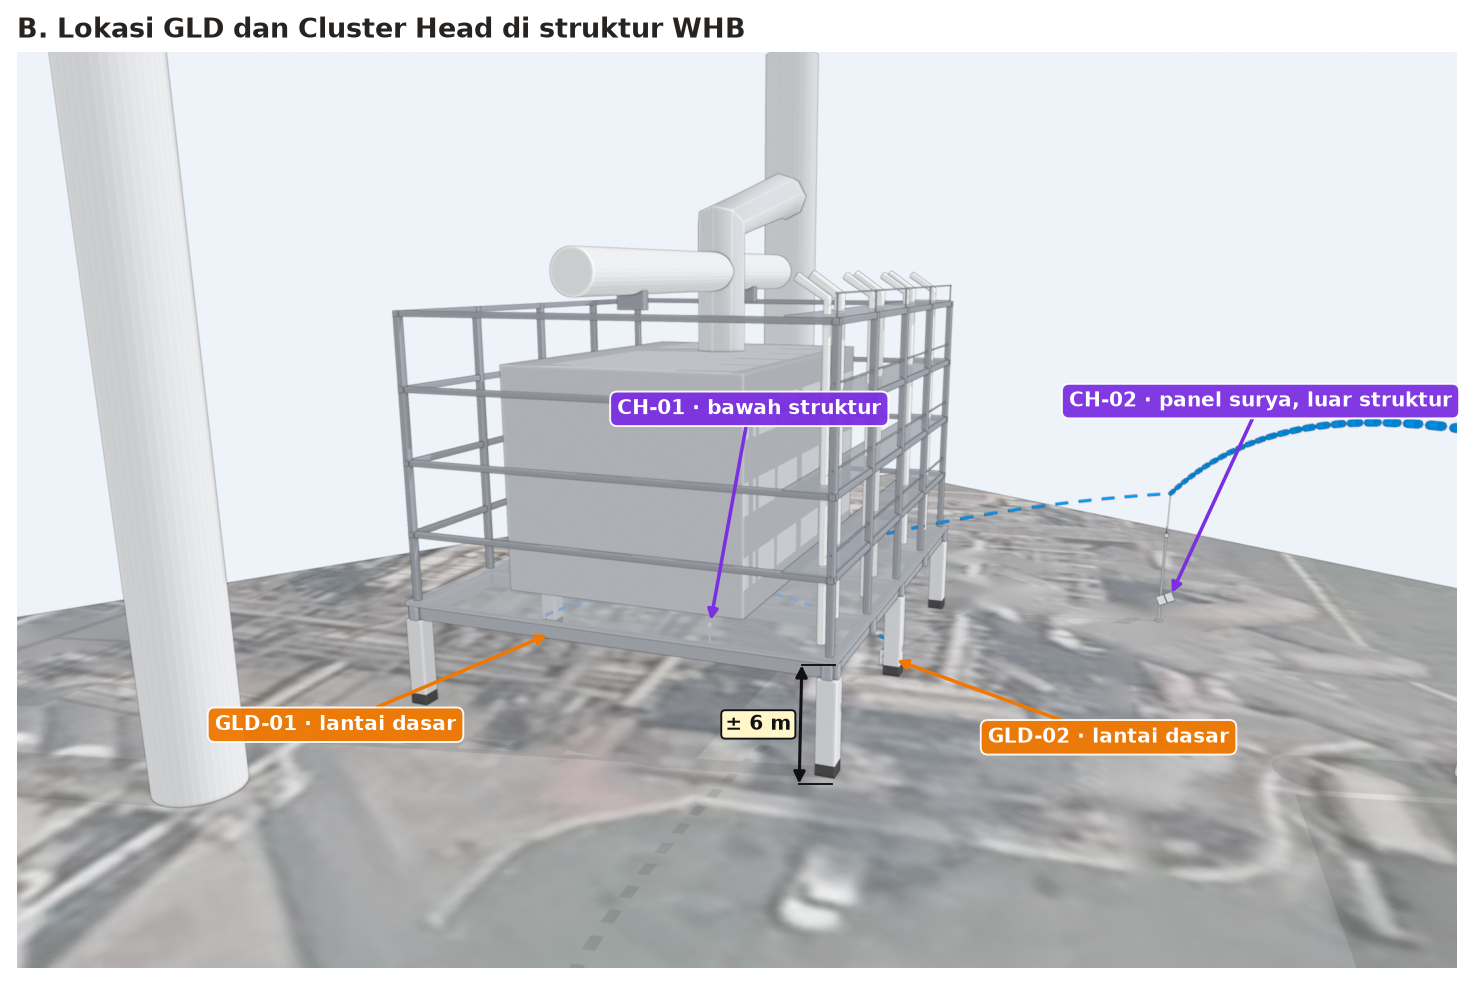 B. Lokasi GLD dan Cluster Head di struktur WHB
CH-02 · panel surya, luar struktur
CH-01 · bawah struktur
GLD-01 · lantai dasar
± 6 m
GLD-02 · lantai dasar